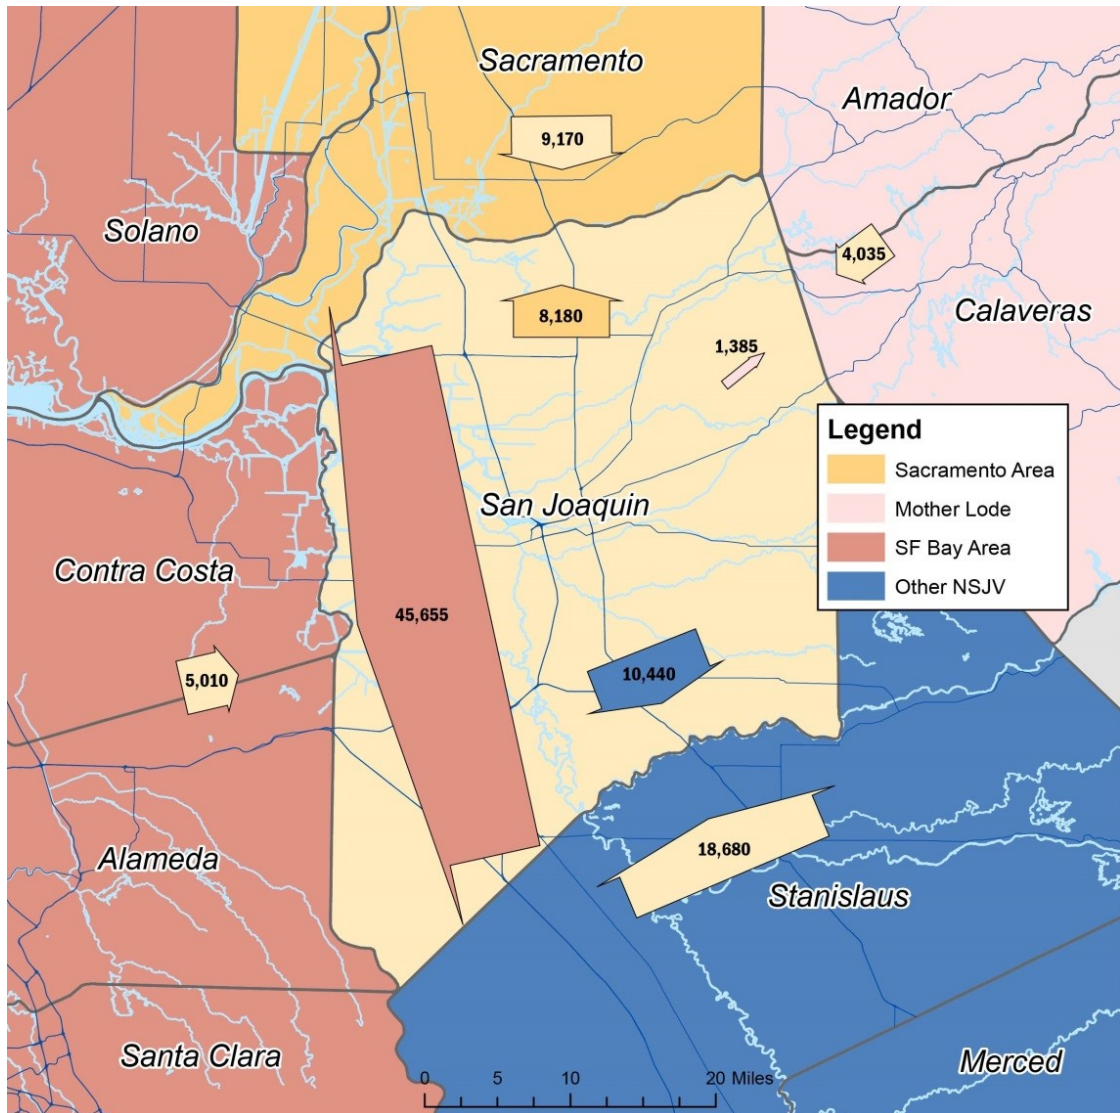 Sacramento
Amador
9,170
Solano
4,035
Calaveras
8,180
1,385
Legend
Sacramento Area
Mother Lode
SF Bay Area
Other NSJV
San Joaquin
Contra Costa
45,655
5,010
10,440
18,680
Alameda
Stanislaus
Santa Clara
Merced
0 5 10 20 Miles